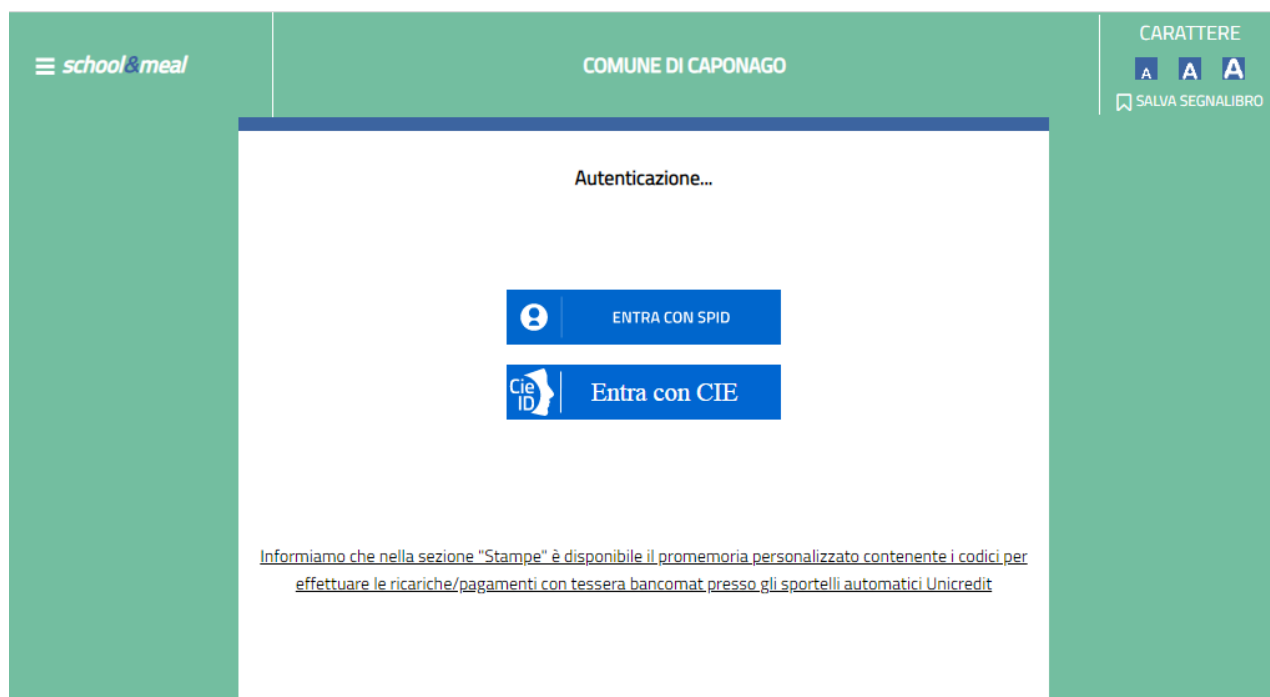 school&meal
COMUNE DI CAPONAGO
CARATTERE
A A A
SALVA SEGNALIBRO
Autenticazione...
ENTRA CON SPID
Cie
ID
Entra con CIE
Informiamo che nella sezione "Stampe" è disponibile il promemoria personalizzato contenente i codici per
effettuare le ricariche/pagamenti con tessera bancomat presso gli sportelli automatici Unicredit